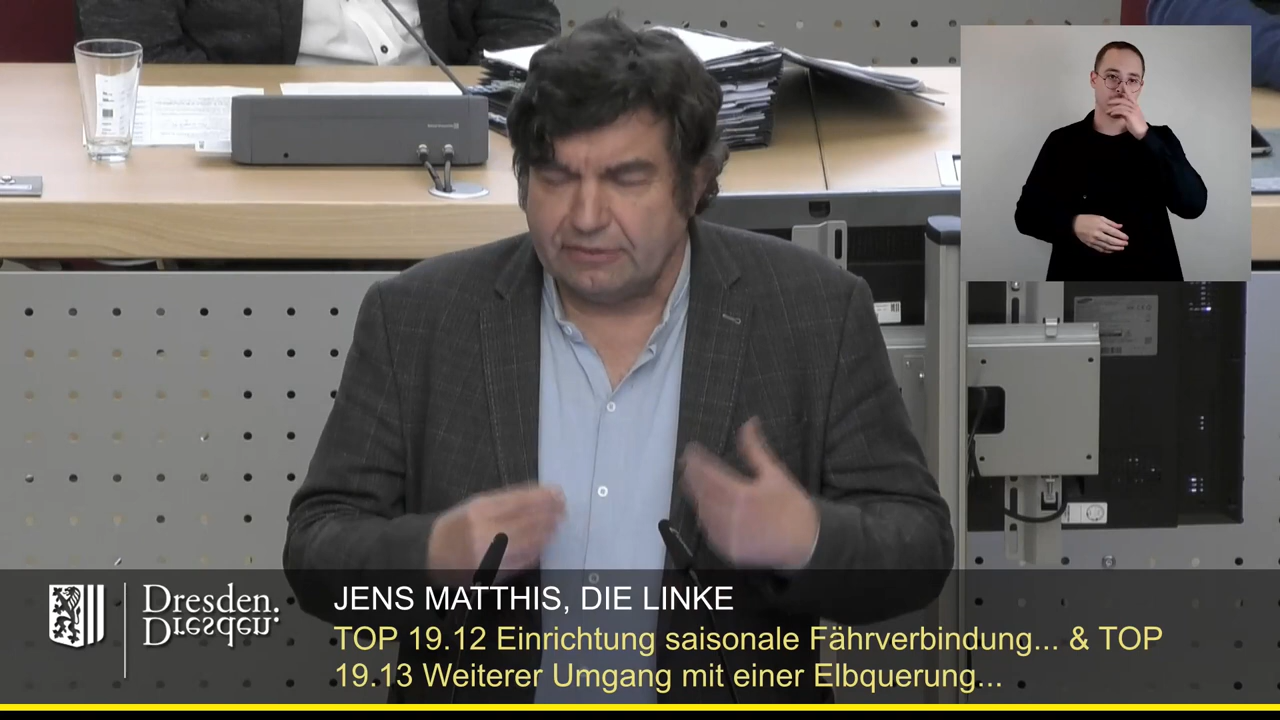 Dresden.
Dresden.
JENS MATTHIS, DIE LINKE
TOP 19.12 Einrichtung saisonale Fährverbindung... & TOP
19.13 Weiterer Umgang mit einer Elbquerung...